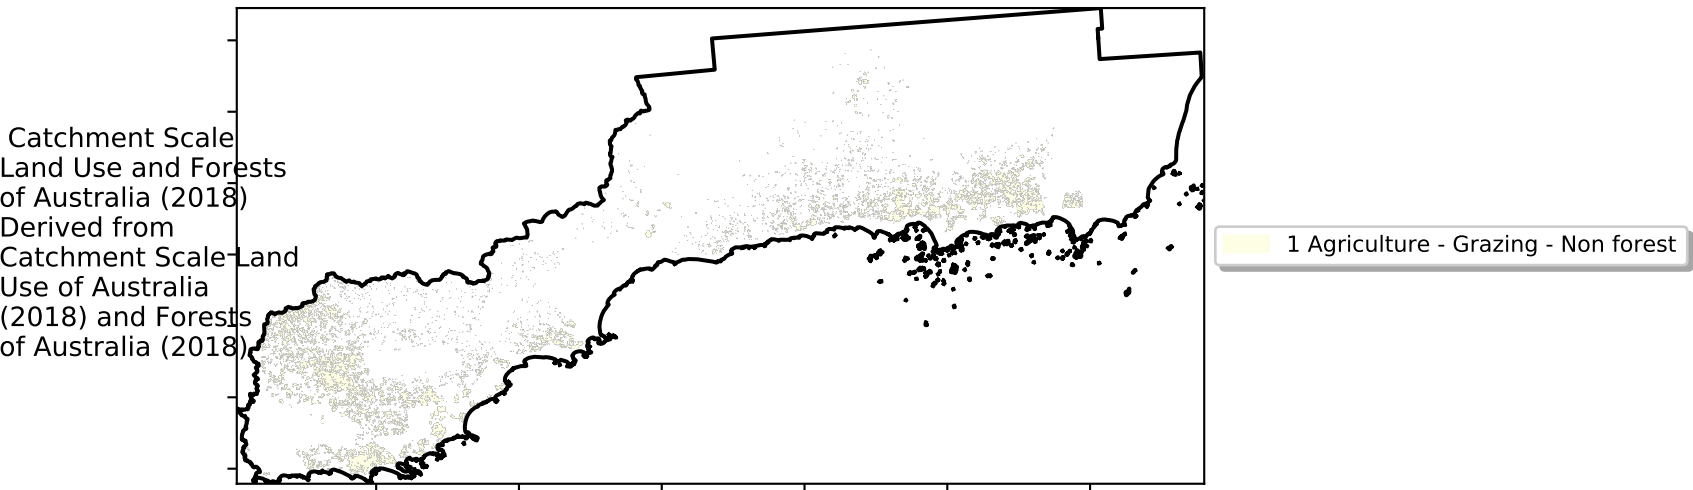 Catchment Scale
Land Use and Forests
of Australia (2018)
Derived from
Catchment Scale Land
Use of Australia
(2018) and Forests
of Australia (2018)
1 Agriculture - Grazing - Non forest